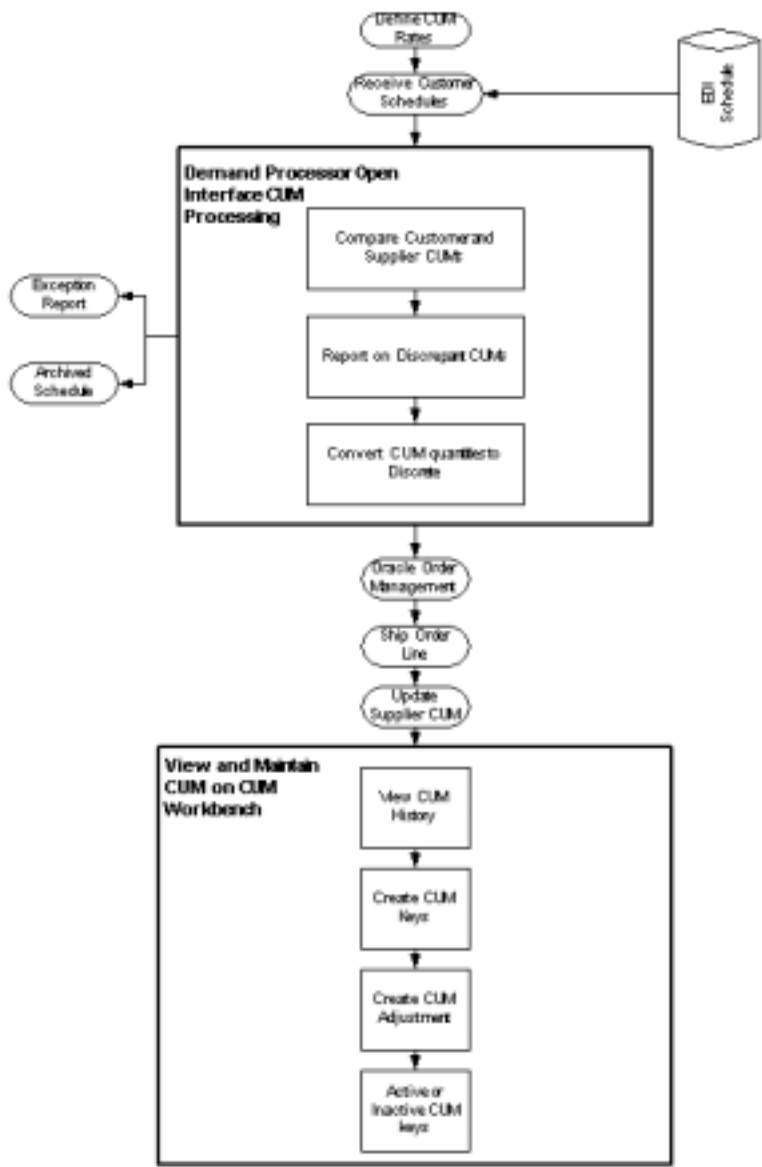 Define CUM
Rates
Receive Customer
Schedules
EDI
Schedule
Demand Processor Open
Interface CUM
Processing
Compare Customer and
Supplier CUMs
Exception
Report
Report on Discrepant CUMs
Archived
Schedule
Convert CUM quantities to
Discrete
Oracle Order
Management
Ship Order
Line
Update
Supplier CUM
View and Maintain
CUM on CUM
Workbench
View CUM
History
Create CUM
Keys
Create CUM
Adjustment
Active or
Inactive CUM
keys